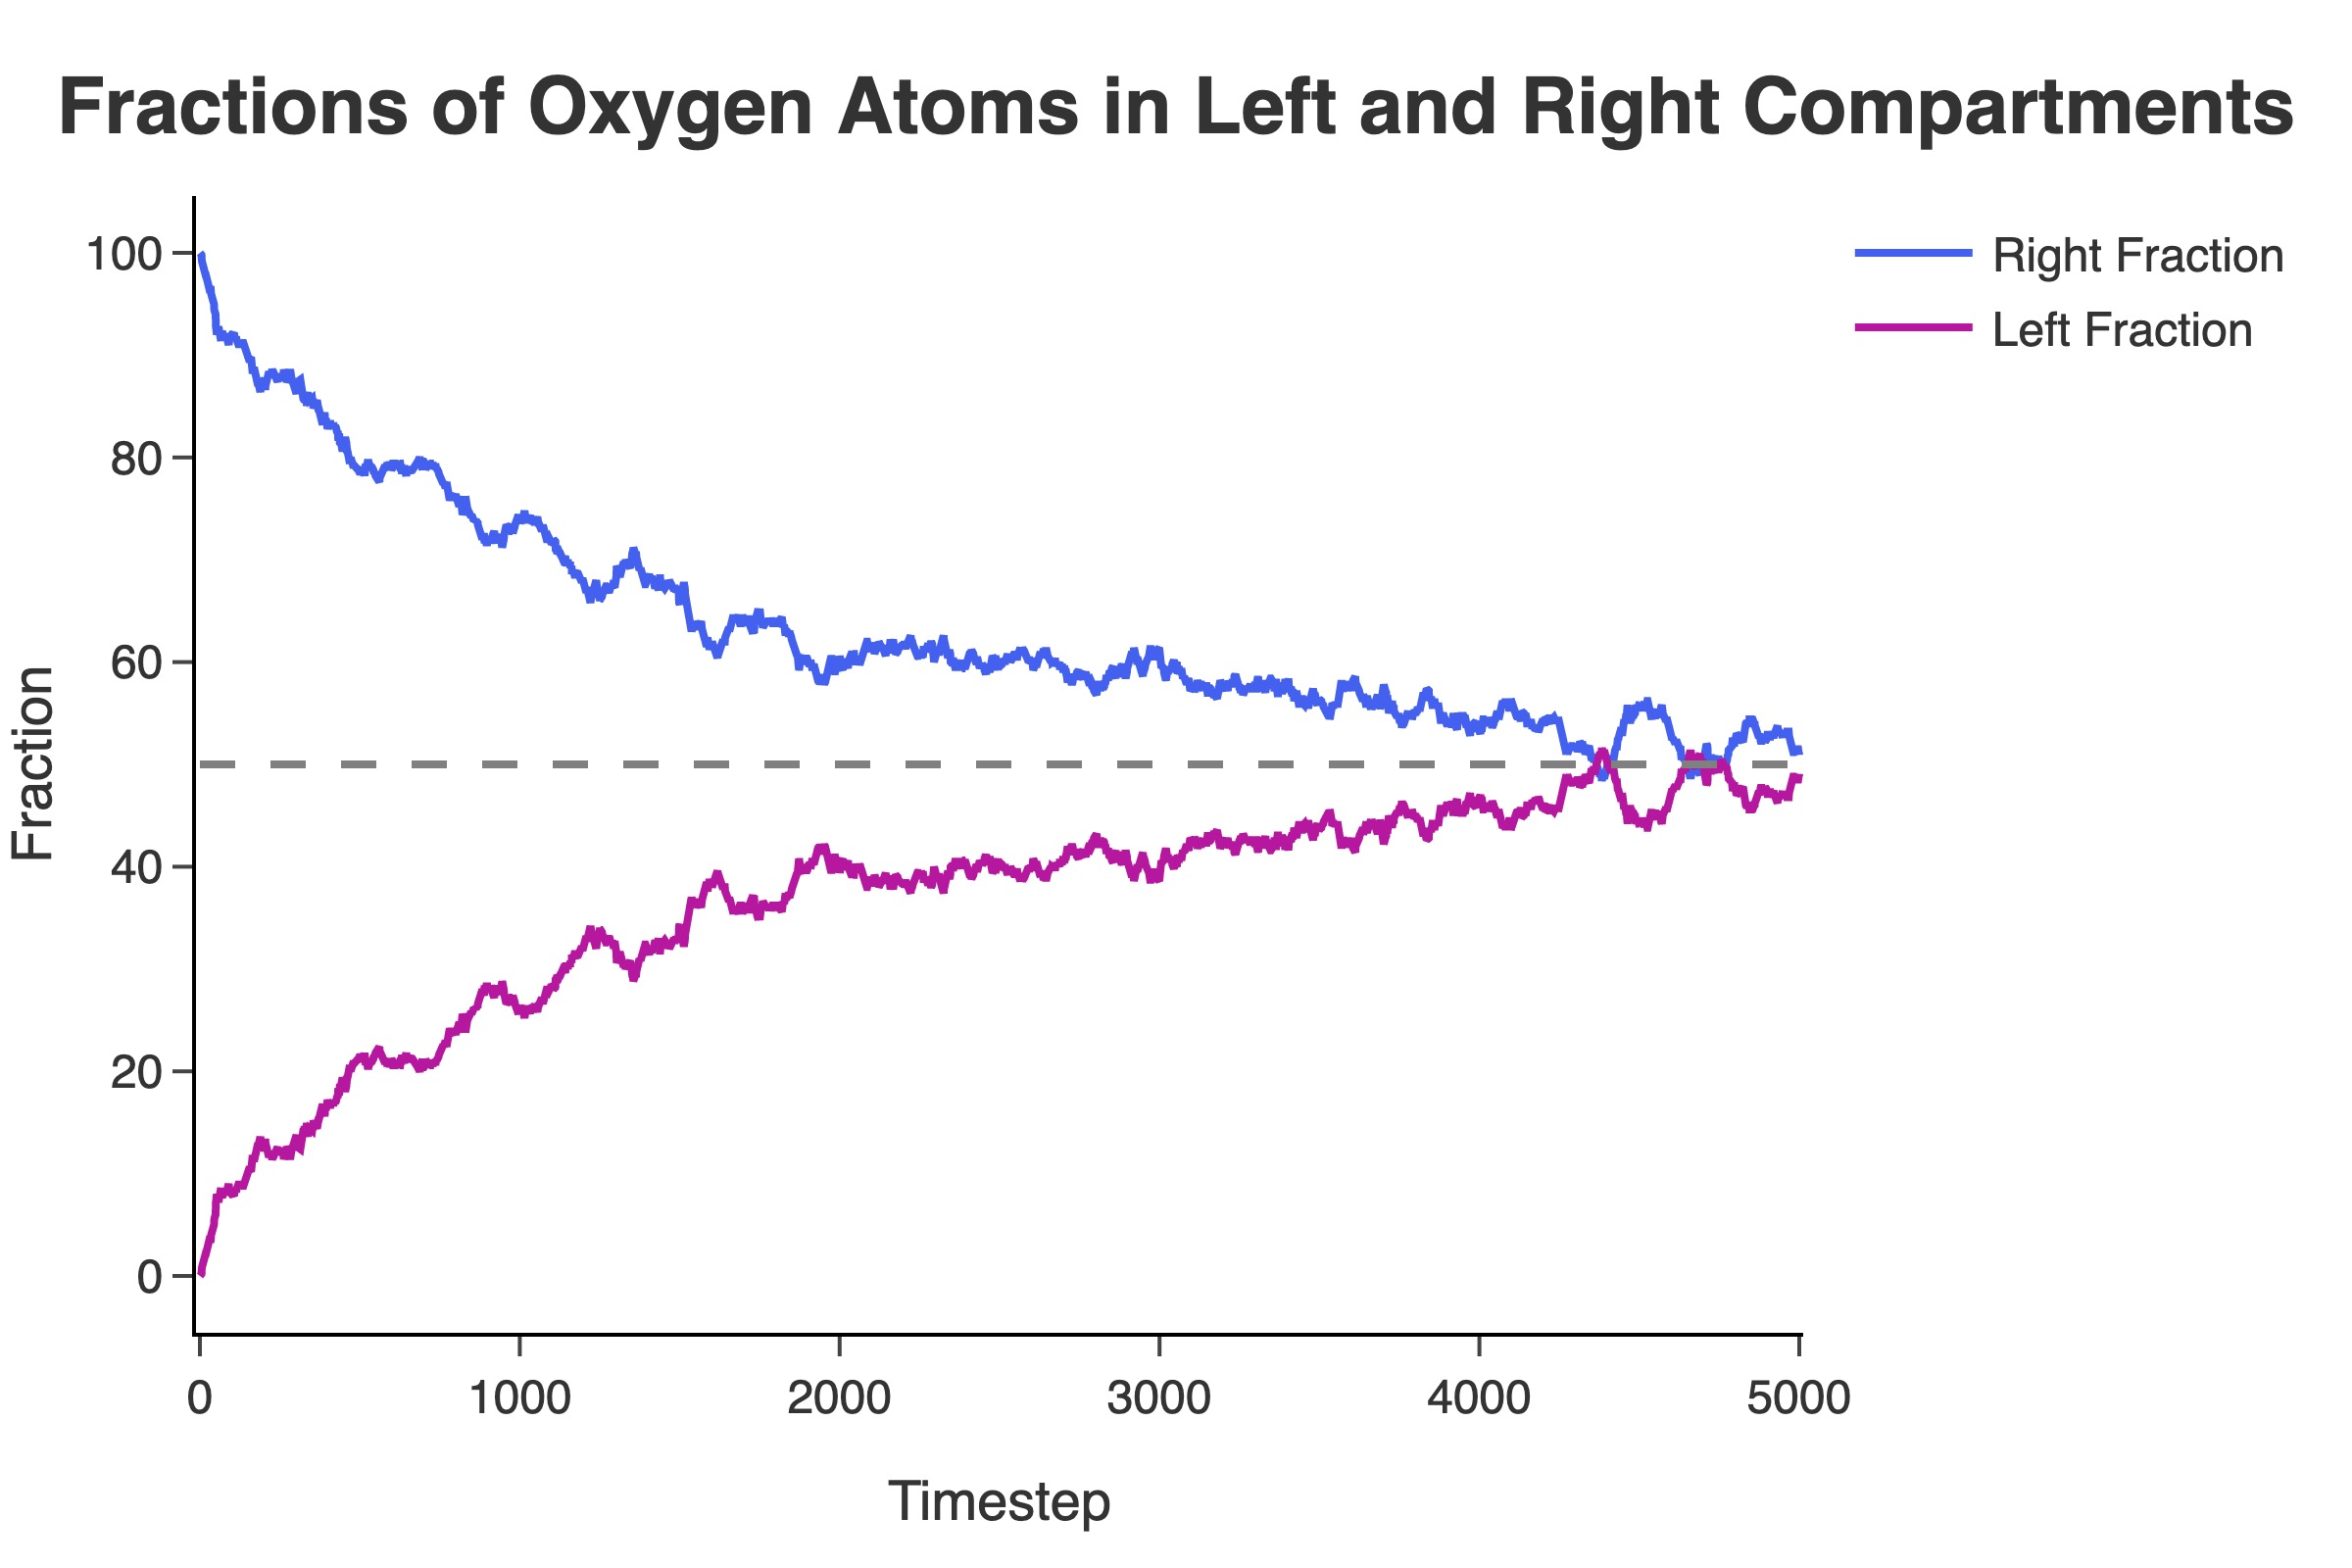 Fractions of Oxygen Atoms in Left and Right Compartments
Right Fraction
Left Fraction
100
80
60
40
20
0
Fraction
0 1000 2000 3000 4000 5000
Timestep